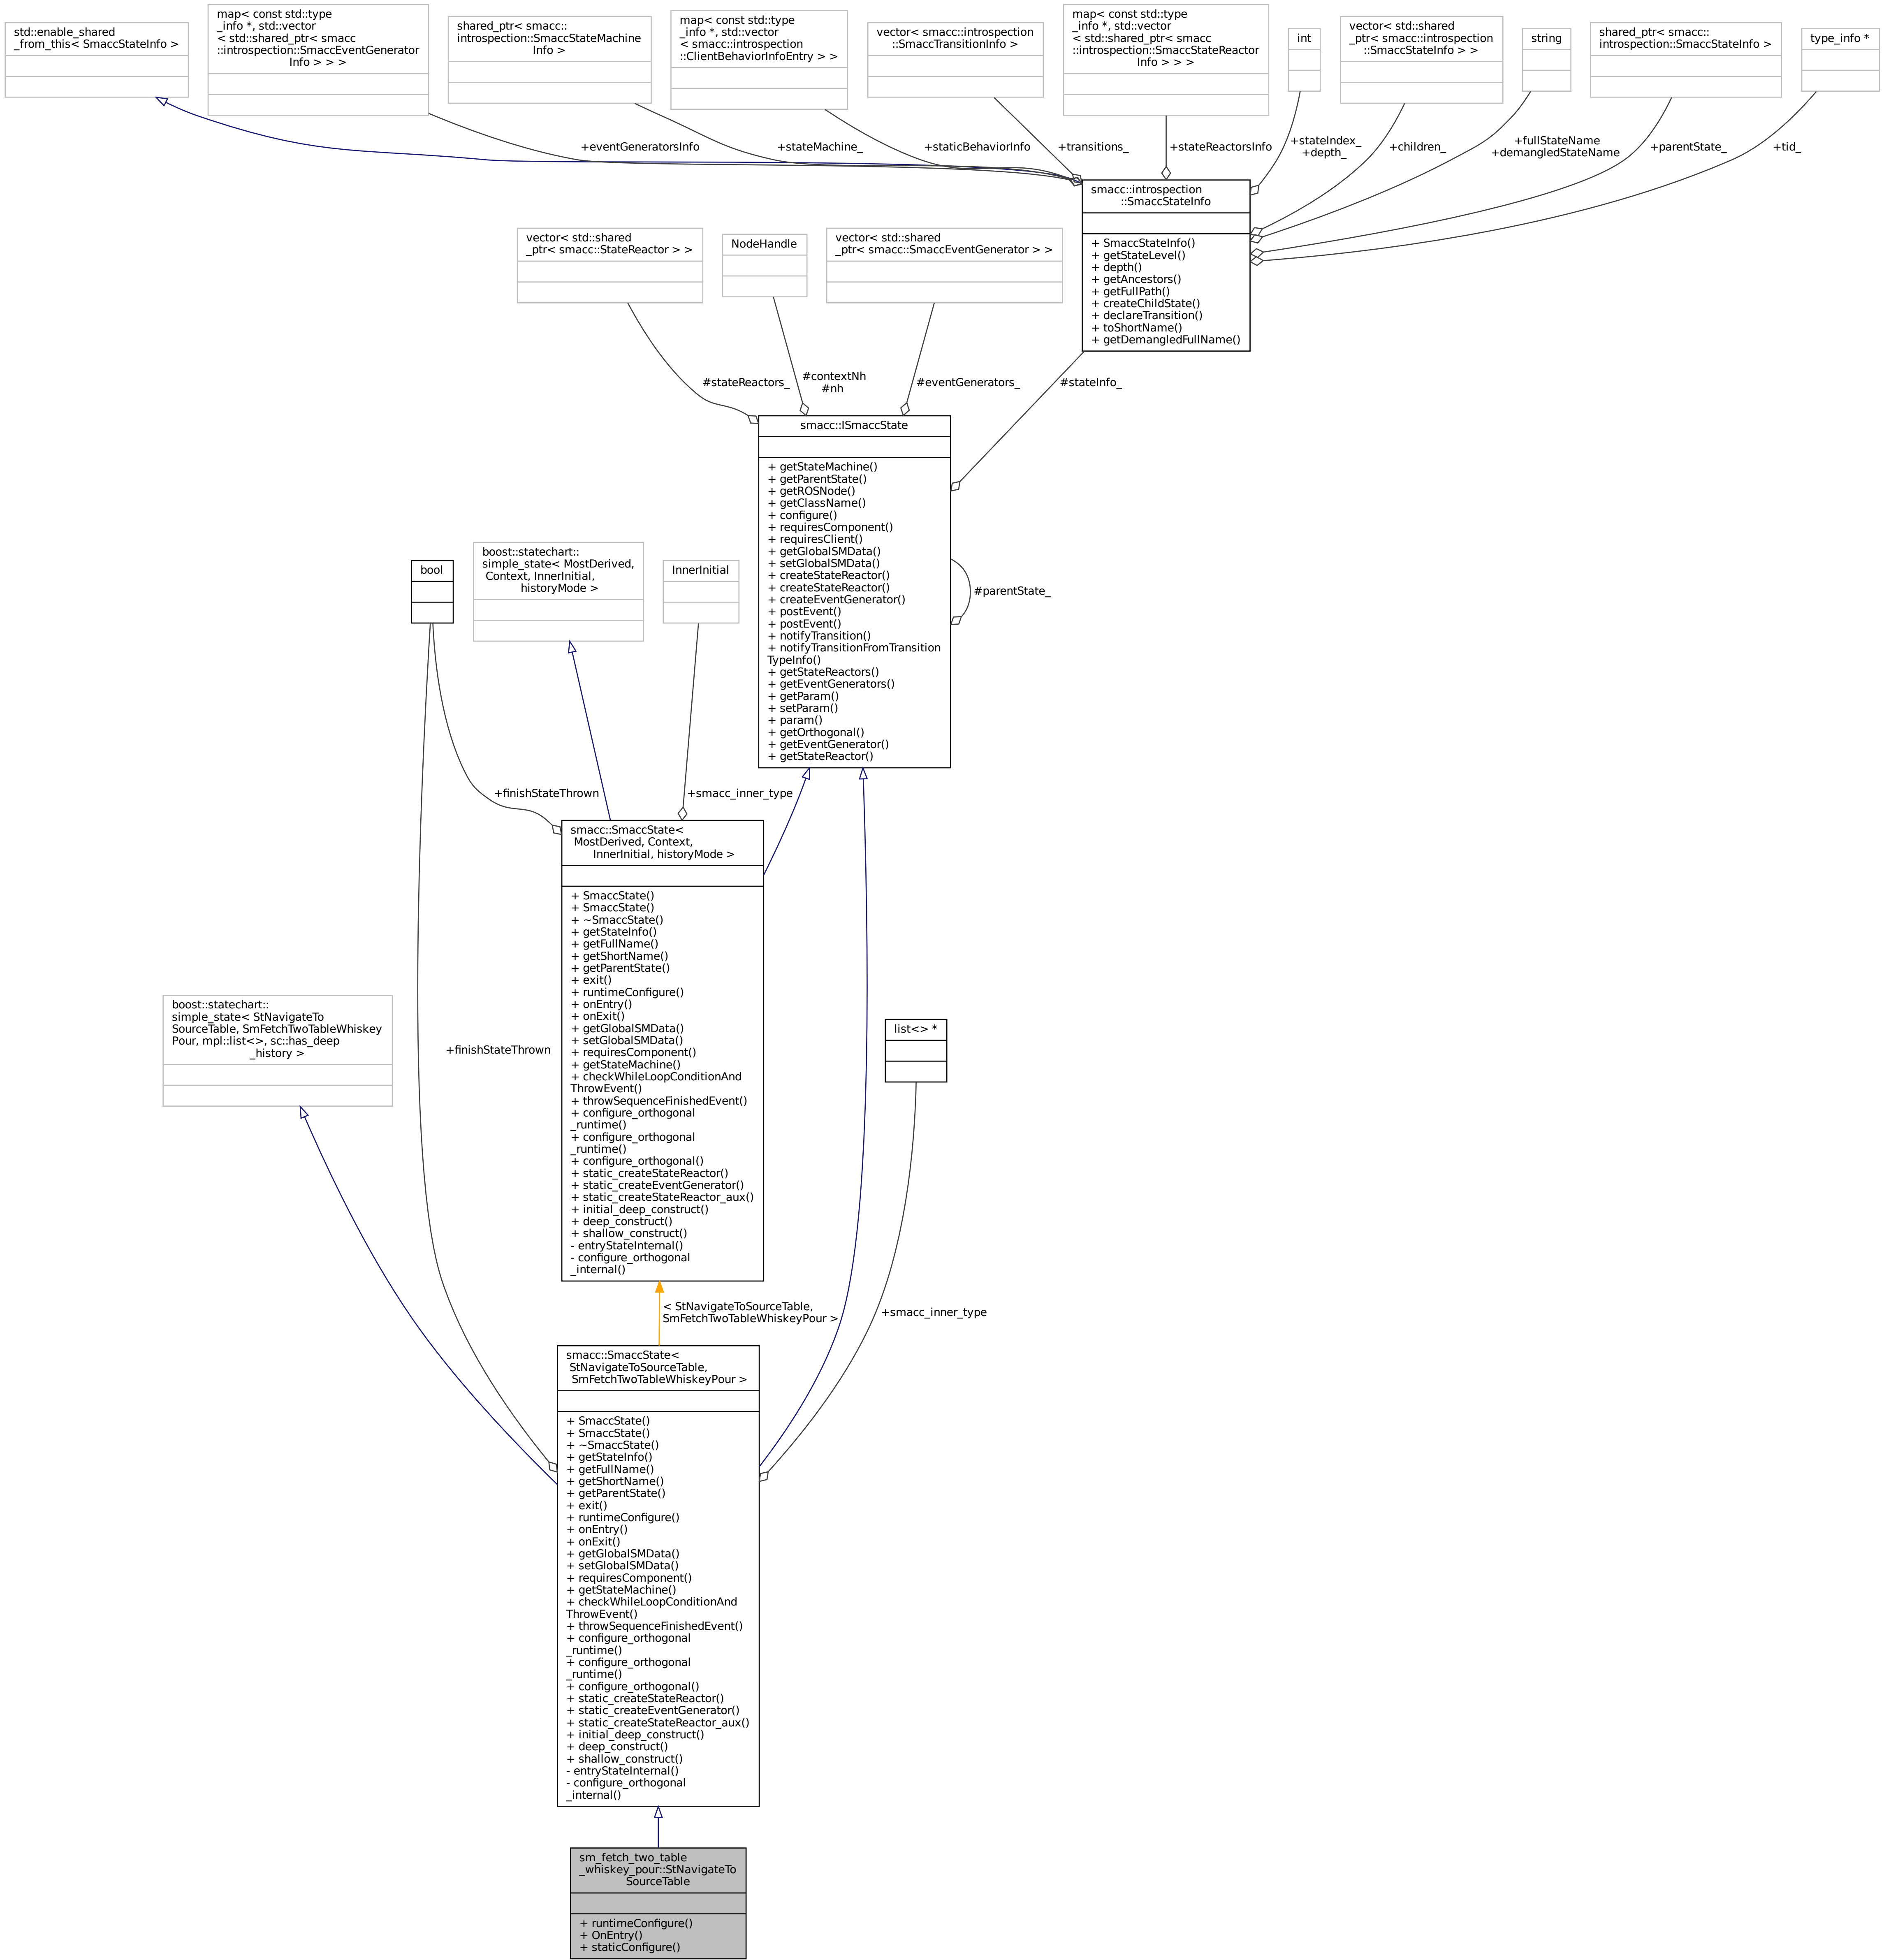 std::enable_shared
_from_this< SmaccStateInfo >
map< const std::type
_info *, std::vector
< std::shared_ptr< smacc
::introspection::SmaccEventGenerator
Info > > >
shared_ptr< smacc::
introspection::SmaccStateMachine
Info >
map< const std::type
_info *, std::vector
< smacc::introspection
::ClientBehaviorInfoEntry > >
vector< smacc::introspection
::SmaccTransitionInfo >
map< const std::type
_info *, std::vector
< std::shared_ptr< smacc
::introspection::SmaccStateReactor
Info > > >
int
vector< std::shared
_ptr< smacc::introspection
::SmaccStateInfo > >
string
shared_ptr< smacc::
introspection::SmaccStateInfo >
type_info *
+eventGeneratorsInfo
+stateMachine_
+staticBehaviorInfo
+transitions_
+stateReactorsInfo
+stateIndex_
+depth_
+children_
+fullStateName
+demangledStateName
+parentState_
+tid_
smacc::introspection
::SmaccStateInfo
+ SmaccStateInfo()
+ getStateLevel()
+ depth()
+ getAncestors()
+ getFullPath()
+ createChildState()
+ declareTransition()
+ toShortName()
+ getDemangledFullName()
vector< std::shared
_ptr< smacc::StateReactor > >
NodeHandle
vector< std::shared
_ptr< smacc::SmaccEventGenerator > >
#stateReactors_
#contextNh
#nh
#eventGenerators_
#stateInfo_
smacc::ISmaccState
+ getStateMachine()
+ getParentState()
+ getROSNode()
+ getClassName()
+ configure()
+ requiresComponent()
+ requiresClient()
+ getGlobalSMData()
+ setGlobalSMData()
+ createStateReactor()
+ createStateReactor()
+ createEventGenerator()
+ postEvent()
+ postEvent()
+ notifyTransition()
+ notifyTransitionFromTransition
TypeInfo()
+ getStateReactors()
+ getEventGenerators()
+ getParam()
+ setParam()
+ param()
+ getOrthogonal()
+ getEventGenerator()
+ getStateReactor()
#parentState_
bool
boost::statechart::
simple_state< MostDerived,
Context, InnerInitial,
historyMode >
InnerInitial
+finishStateThrown
+smacc_inner_type
smacc::SmaccState<
MostDerived, Context,
InnerInitial, historyMode >
+ SmaccState()
+ SmaccState()
+ ~SmaccState()
+ getStateInfo()
+ getFullName()
+ getShortName()
+ getParentState()
+ exit()
+ runtimeConfigure()
+ onEntry()
+ onExit()
+ getGlobalSMData()
+ setGlobalSMData()
+ requiresComponent()
+ getStateMachine()
+ checkWhileLoopConditionAnd
ThrowEvent()
+ throwSequenceFinishedEvent()
+ configure_orthogonal
_runtime()
+ configure_orthogonal
_runtime()
+ configure_orthogonal()
+ static_createStateReactor()
+ static_createEventGenerator()
+ static_createStateReactor_aux()
+ initial_deep_construct()
+ deep_construct()
+ shallow_construct()
- entryStateInternal()
- configure_orthogonal
_internal()
boost::statechart::
simple_state< StNavigateTo
SourceTable, SmFetchTwoTableWhiskey
Pour, mpl::list<>, sc::has_deep
_history >
+finishStateThrown
list<> *
< StNavigateToSourceTable,
SmFetchTwoTableWhiskeyPour >
+smacc_inner_type
smacc::SmaccState<
StNavigateToSourceTable,
SmFetchTwoTableWhiskeyPour >
+ SmaccState()
+ SmaccState()
+ ~SmaccState()
+ getStateInfo()
+ getFullName()
+ getShortName()
+ getParentState()
+ exit()
+ runtimeConfigure()
+ onEntry()
+ onExit()
+ getGlobalSMData()
+ setGlobalSMData()
+ requiresComponent()
+ getStateMachine()
+ checkWhileLoopConditionAnd
ThrowEvent()
+ throwSequenceFinishedEvent()
+ configure_orthogonal
_runtime()
+ configure_orthogonal
_runtime()
+ configure_orthogonal()
+ static_createStateReactor()
+ static_createEventGenerator()
+ static_createStateReactor_aux()
+ initial_deep_construct()
+ deep_construct()
+ shallow_construct()
- entryStateInternal()
- configure_orthogonal
_internal()
sm_fetch_two_table
_whiskey_pour::StNavigateTo
SourceTable
+ runtimeConfigure()
+ OnEntry()
+ staticConfigure()